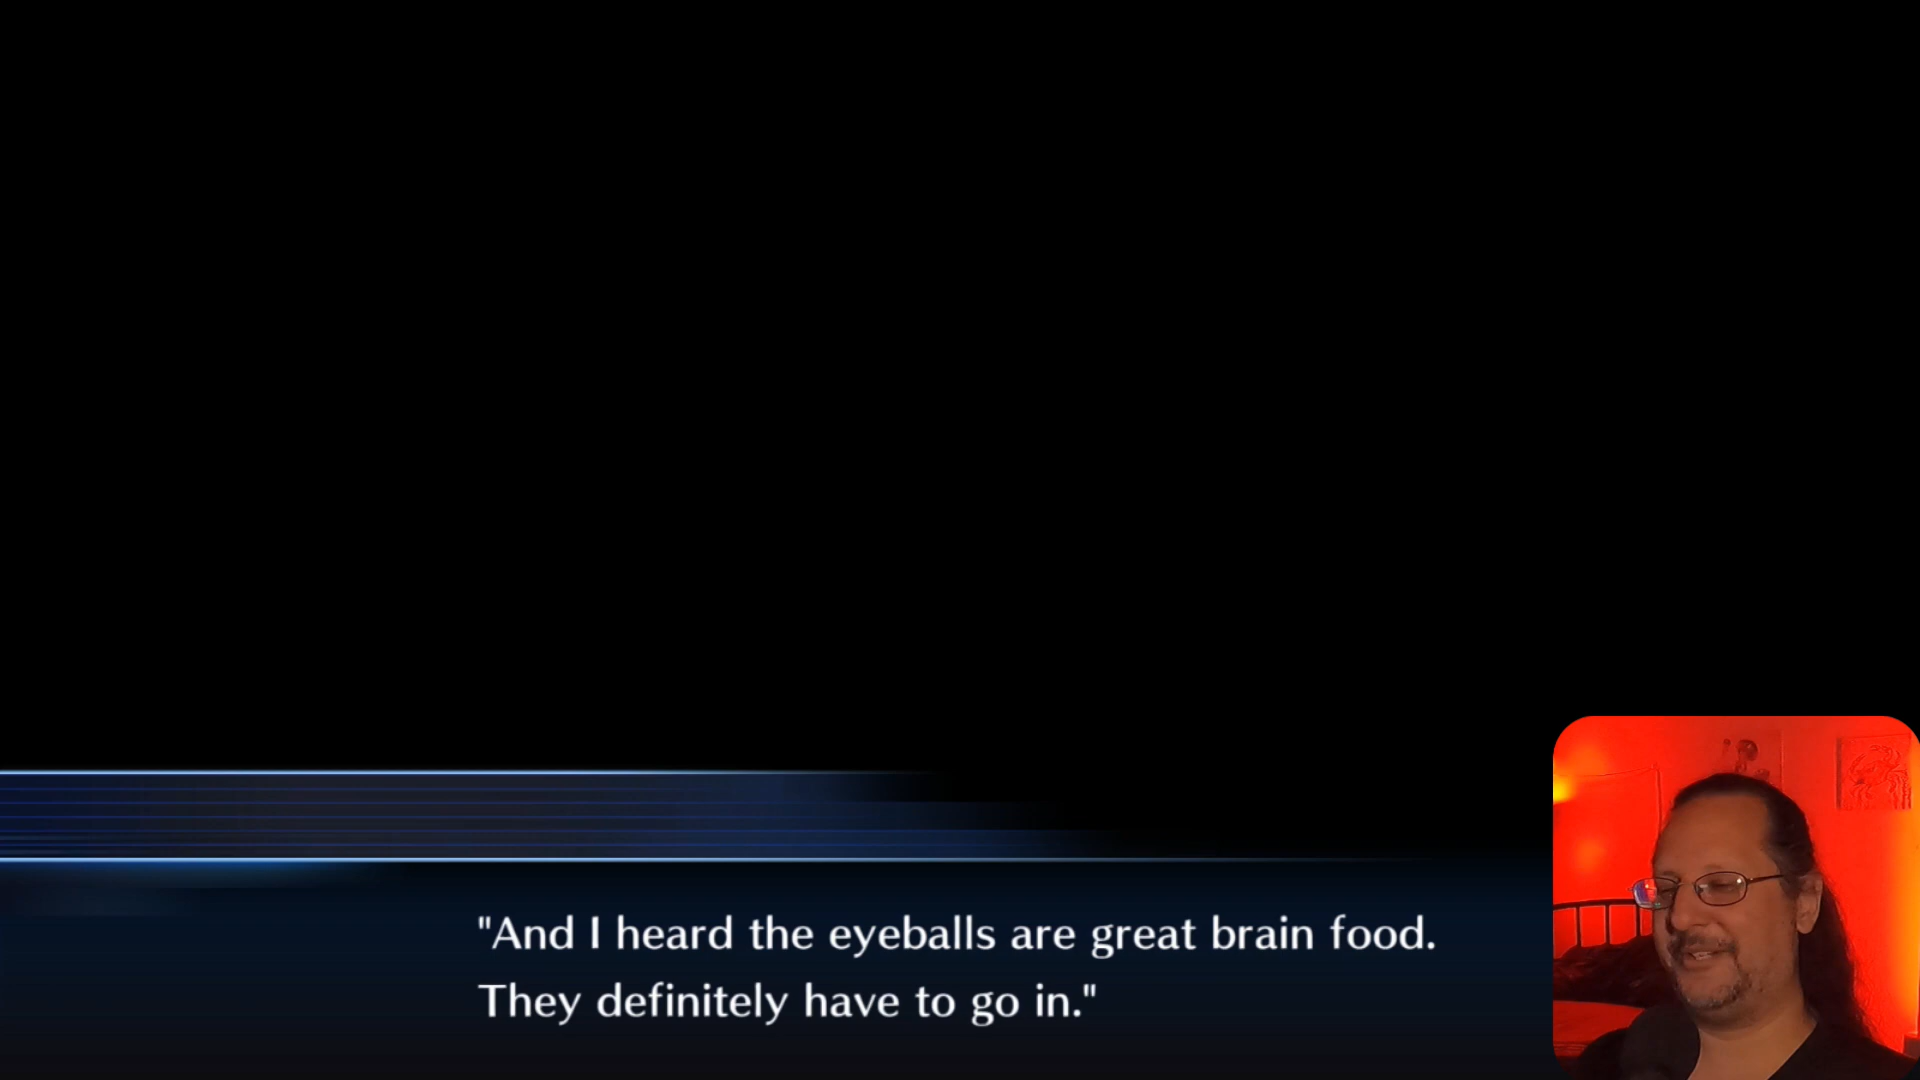 "And I heard the eyeballs are great brain food.
They definitely have to go in."